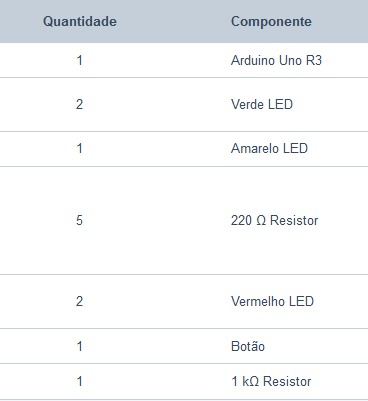 Quantidade Componente
1 Arduino Uno R3
2 Verde LED
1 Amarelo LED
5 220 Ω Resistor
2 Vermelho LED
1 Botão
1 1 kΩ Resistor